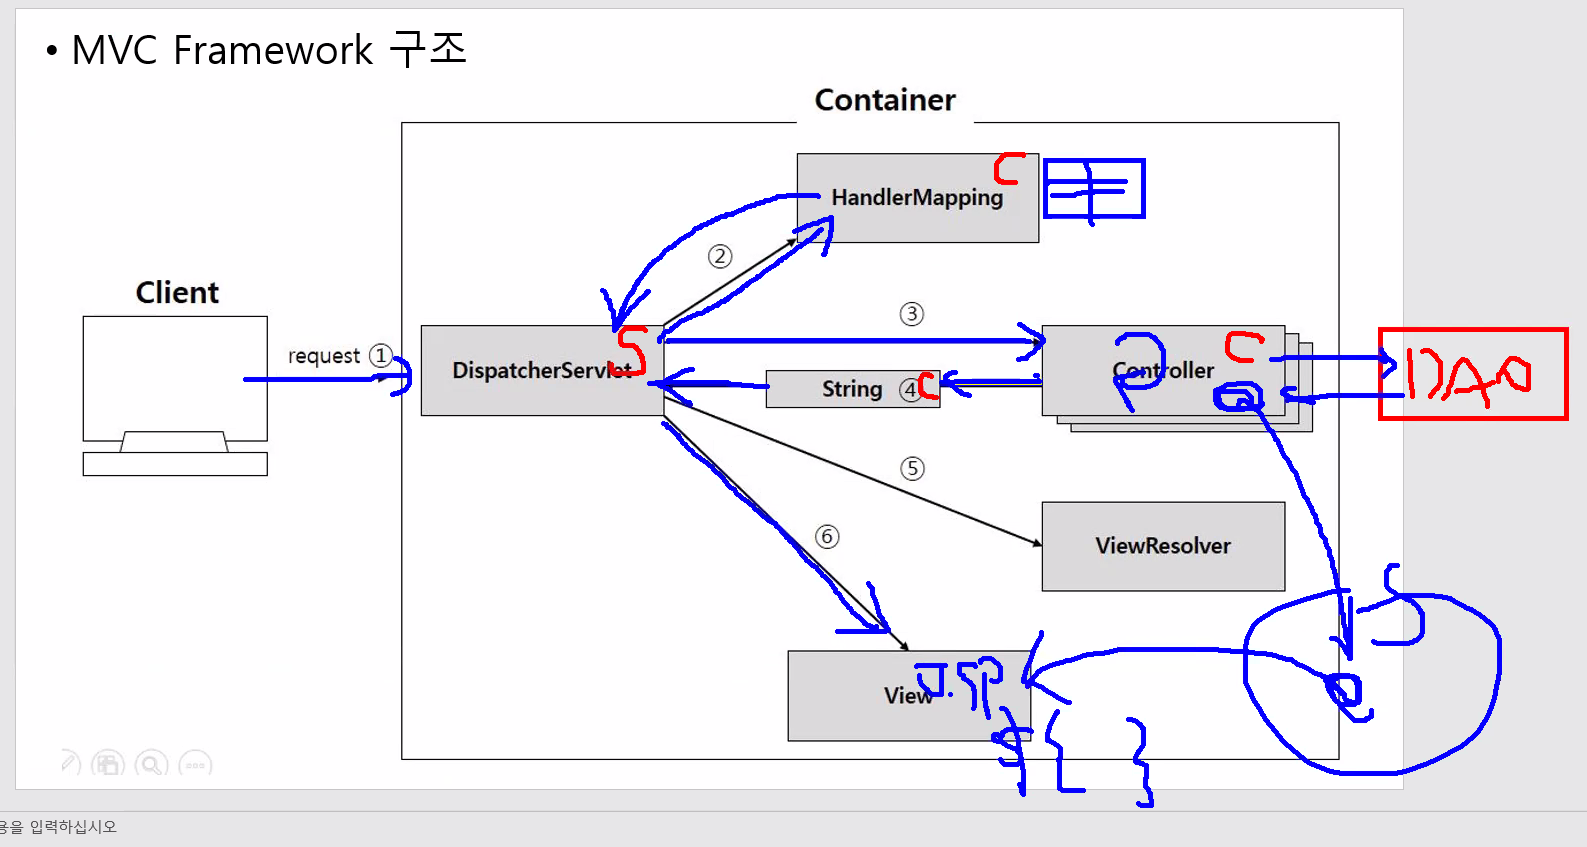 • MVC Framework 구조
Container
C
HandlerMapping
②
Client
③
request ①
S
DispatcherServlet
C
Controller
P
DAO
String ④
C
⑤
⑥
ViewResolver
S
View
JSP
${ }
용을 입력하십시오